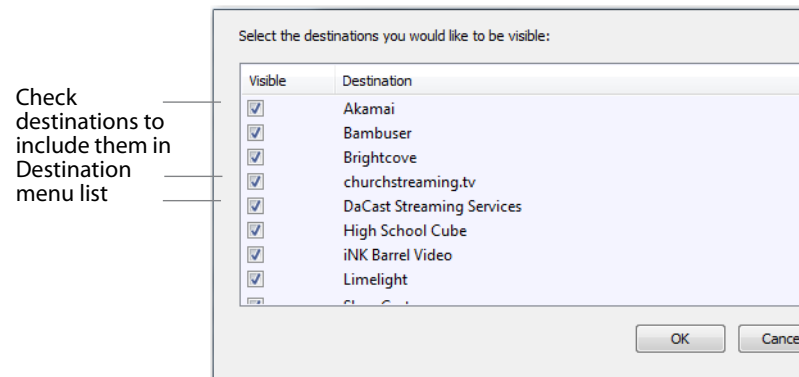 Select the destinations you would like to be visible:
Visible Destination
Check
destinations to
include them in
Destination
menu list
Akamai
Bambuser
Brightcove
churchstreaming.tv
DaCast Streaming Services
High School Cube
iNK Barrel Video
Limelight
OK Cance